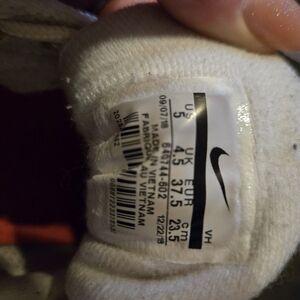 US UK EUR cm
5 4.5 37.5 23.5
VH
09/07/18 640744-602 12/22/18
MADE IN VIETNAM
FABRIQUÉ AU VIETNAM